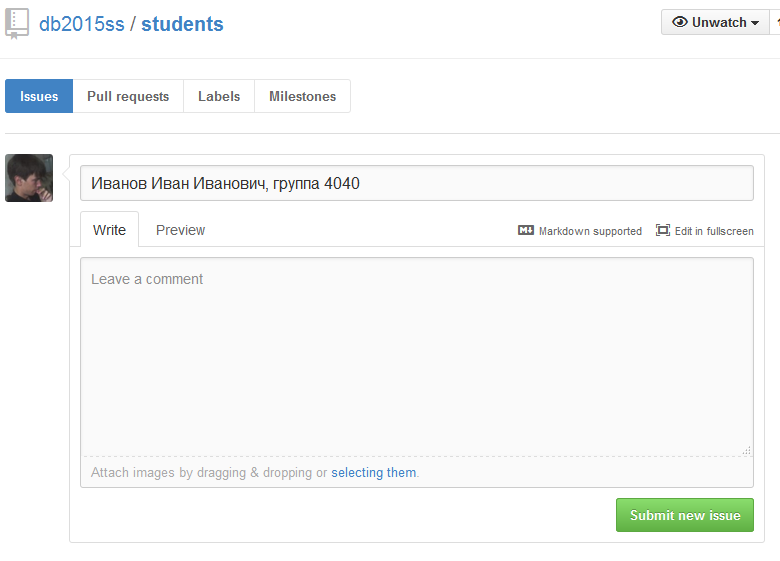 db2015ss / students
Unwatch
Issues Pull requests Labels Milestones
Иванов Иван Иванович, группа 4040
Write Preview Markdown supported Edit in fullscreen
Leave a comment
Attach images by dragging & dropping or selecting them.
Submit new issue